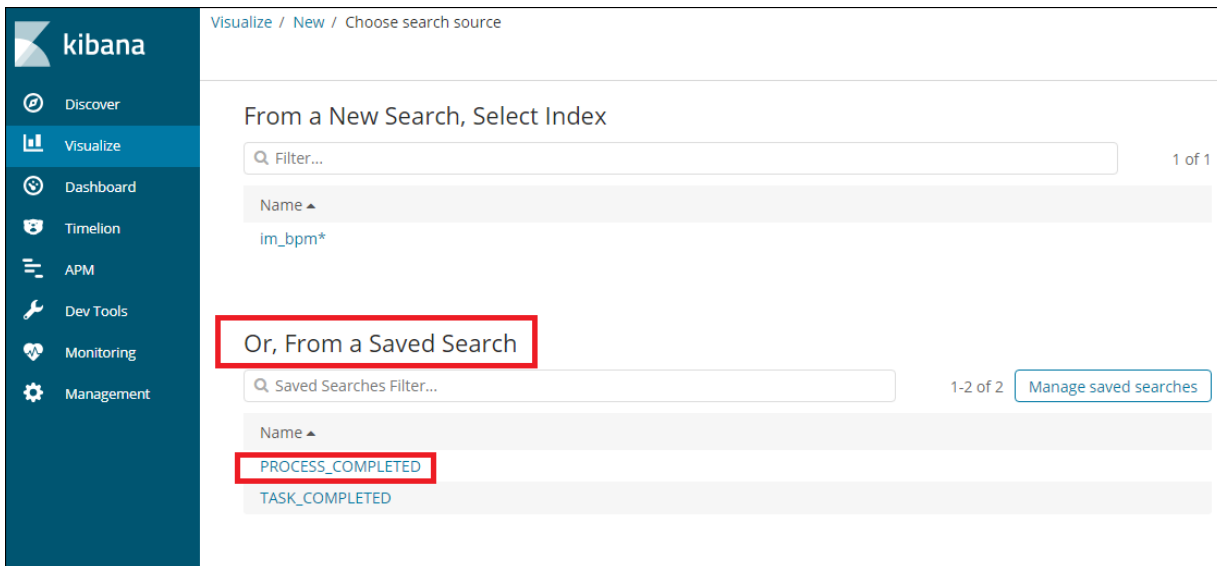 kibana
Discover
Visualize
Dashboard
Timelion
APM
Dev Tools
Monitoring
Management
Visualize / New / Choose search source
From a New Search, Select Index
Filter...
1 of 1
Name
im_bpm*
Or, From a Saved Search
Saved Searches Filter...
1-2 of 2
Manage saved searches
Name
PROCESS_COMPLETED
TASK_COMPLETED